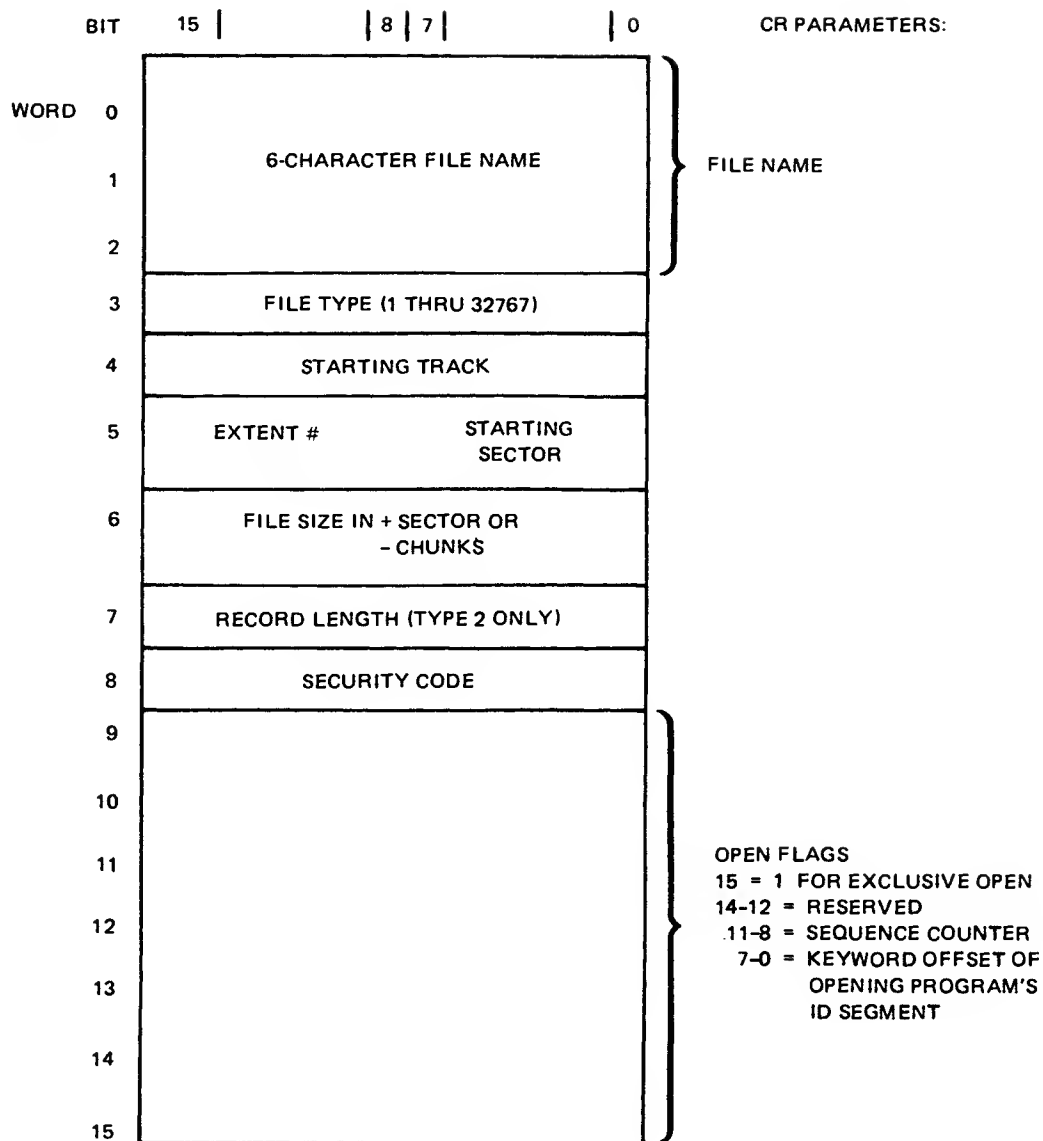 BIT 15 8 7 0 CR PARAMETERS:
WORD 0
6-CHARACTER FILE NAME FILE NAME
1
2
3 FILE TYPE (1 THRU 32767)
4 STARTING TRACK
5 EXTENT # STARTING
SECTOR
6 FILE SIZE IN + SECTOR OR
– CHUNKS
7 RECORD LENGTH (TYPE 2 ONLY)
8 SECURITY CODE
9
10
11
12
13
14
15
OPEN FLAGS
15 = 1 FOR EXCLUSIVE OPEN
14-12 = RESERVED
11-8 = SEQUENCE COUNTER
7-0 = KEYWORD OFFSET OF
OPENING PROGRAM'S
ID SEGMENT